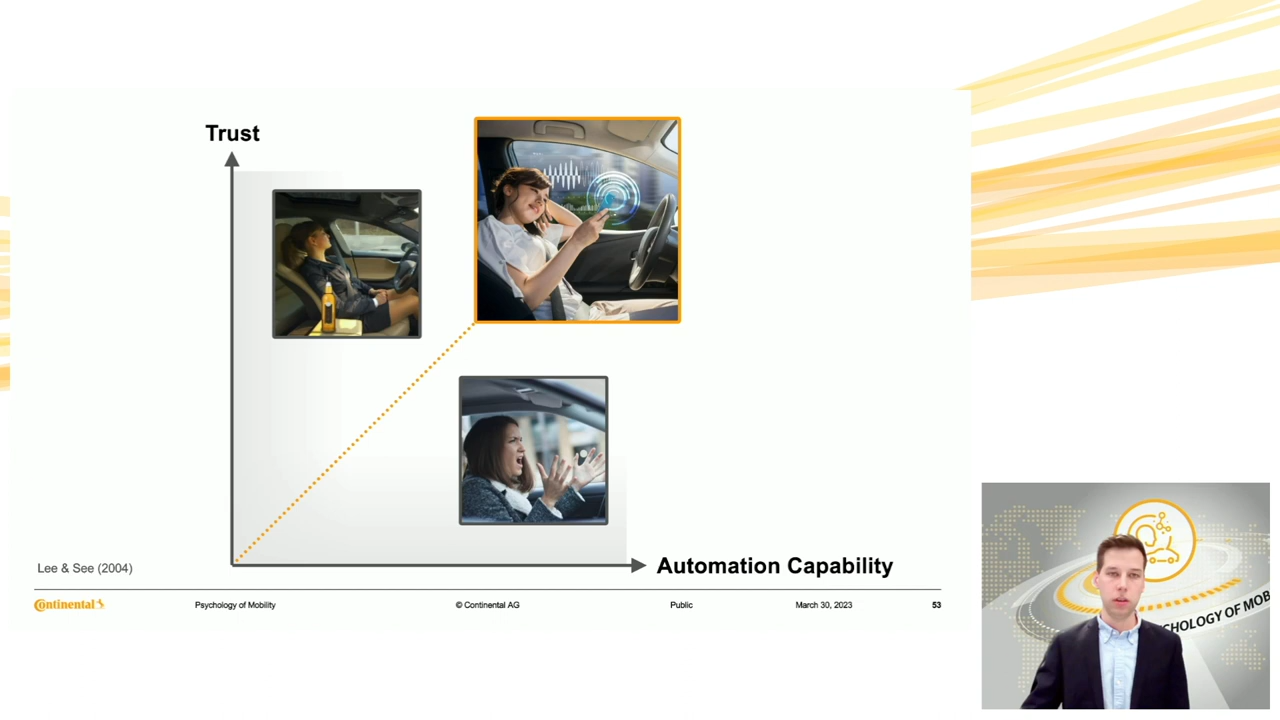 Trust
Automation Capability
Lee & See (2004)
Continental
Psychology of Mobility
© Continental AG
Public
March 30, 2023
53
CHOLOGY OF MOB